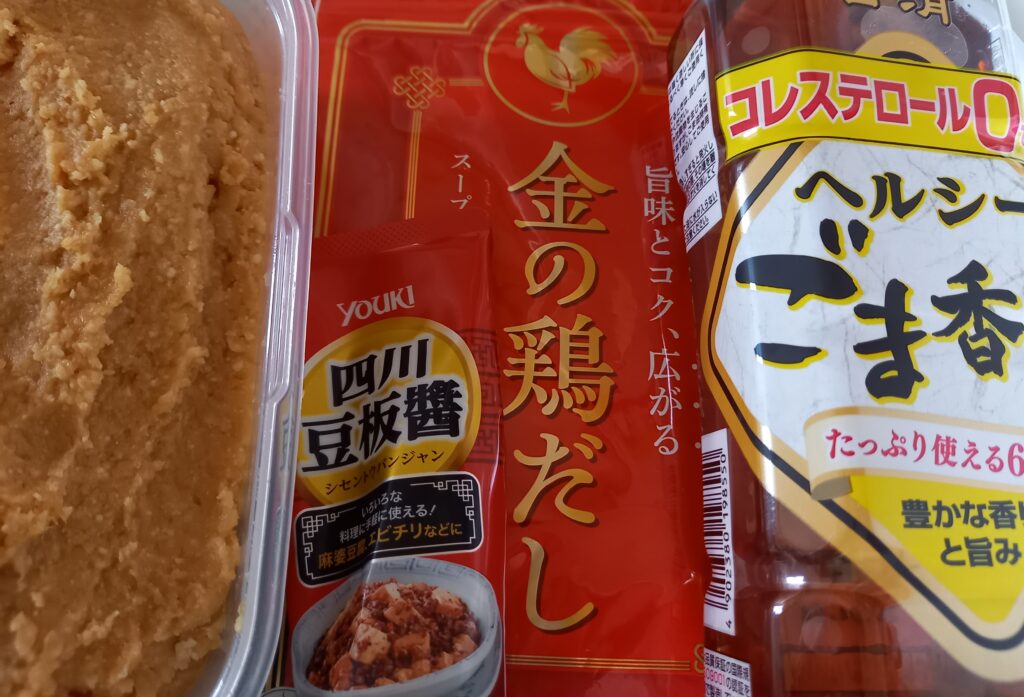 スープ
金の鶏だし
旨味とコク、広がる
YOUKI
四川
豆板醬
シセントウバンジャン
いろいろな
料理に手軽に使える!
麻婆豆腐、エビチリなどに
コレステロール0
ヘルシー
ごま香
たっぷり使える6
豊かな香り
と旨み
4902380198550